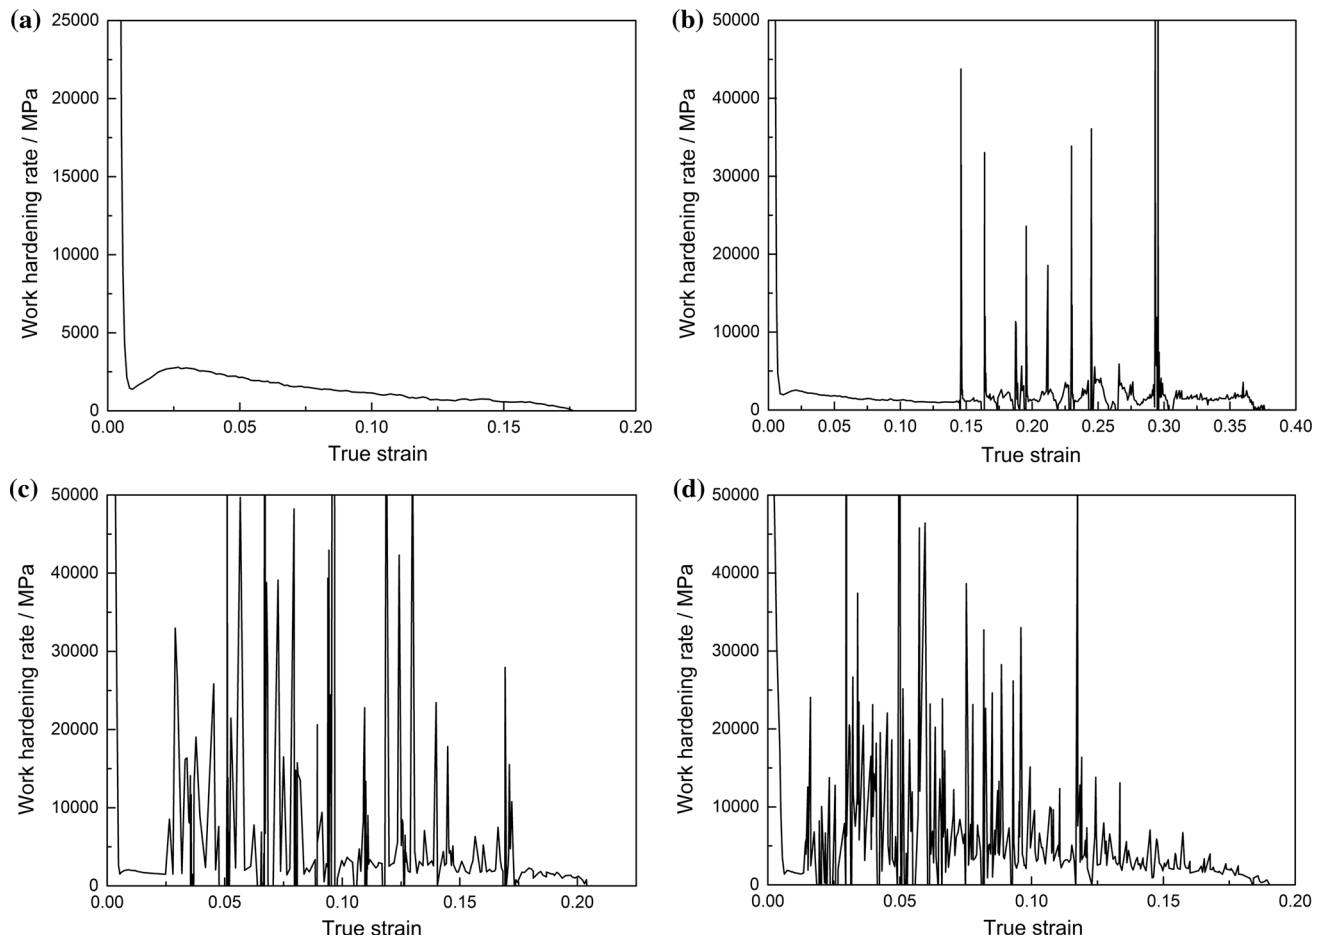 (a)
25000
20000
15000
10000
5000
0
Work hardening rate / MPa
0.00 0.05 0.10 0.15 0.20
True strain
(b)
50000
40000
30000
20000
10000
0
Work hardening rate / MPa
0.00 0.05 0.10 0.15 0.20 0.25 0.30 0.35 0.40
True strain
(c)
50000
40000
30000
20000
10000
0
Work hardening rate / MPa
0.00 0.05 0.10 0.15 0.20
True strain
(d)
50000
40000
30000
20000
10000
0
Work hardening rate / MPa
0.00 0.05 0.10 0.15 0.20
True strain